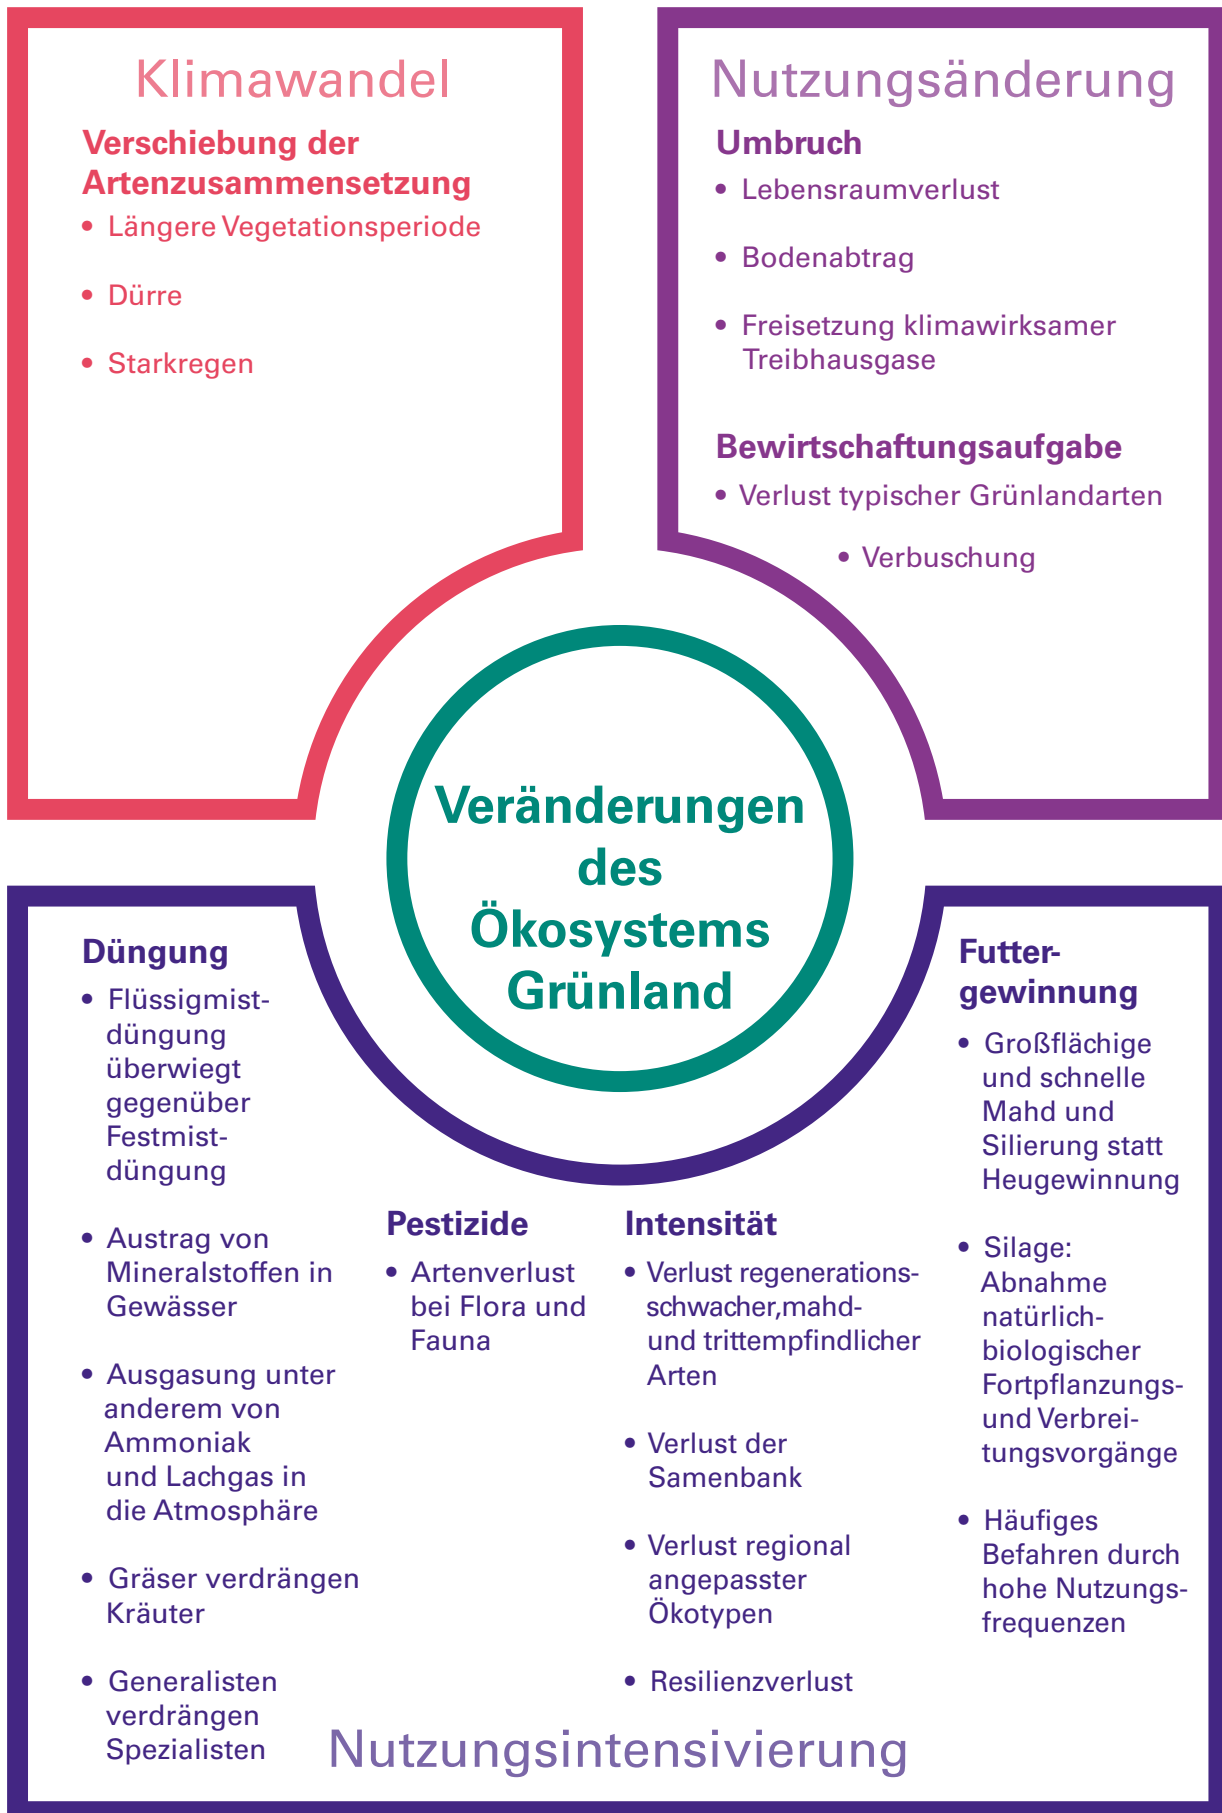 Klimawandel
Verschiebung der
Artenzusammensetzung
• Längere Vegetationsperiode
• Dürre
• Starkregen
Nutzungsänderung
Umbruch
• Lebensraumverlust
• Bodenabtrag
• Freisetzung klimawirksamer
Treibhausgase
Bewirtschaftungsaufgabe
• Verlust typischer Grünlandarten
• Verbuschung
Veränderungen
des
Ökosystems
Grünland
Düngung
• Flüssigmist-
düngung
überwiegt
gegenüber
Festmist-
düngung
• Austrag von
Mineralstoffen in
Gewässer
• Ausgasung unter
anderem von
Ammoniak
und Lachgas in
die Atmosphäre
• Gräser verdrängen
Kräuter
• Generalisten
verdrängen
Spezialisten
Pestizide
• Artenverlust
bei Flora und
Fauna
Intensität
• Verlust regenerations-
schwacher,mahd-
und trittempfindlicher
Arten
• Verlust der
Samenbank
• Verlust regional
angepasster
Ökotypen
• Resilienzverlust
Futter-
gewinnung
• Großflächige
und schnelle
Mahd und
Silierung statt
Heugewinnung
• Silage:
Abnahme
natürlich-
biologischer
Fortpflanzungs-
und Verbrei-
tungsvorgänge
• Häufiges
Befahren durch
hohe Nutzungs-
frequenzen
Nutzungsintensivierung